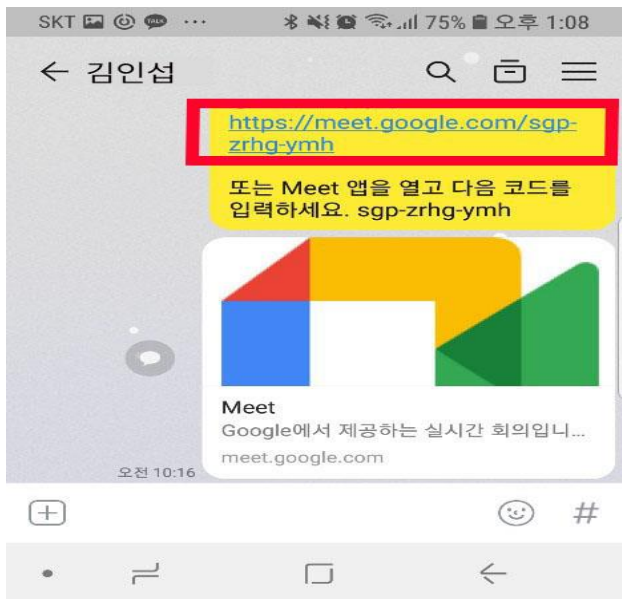 SKT TALK ... 75% 오후 1:08
김인섭
https://meet.google.com/sgp-
zrhg-ymh
또는 Meet 앱을 열고 다음 코드를
입력하세요. sgp-zrhg-ymh
Meet
Google에서 제공하는 실시간 회의입니...
meet.google.com
오전 10:16
#